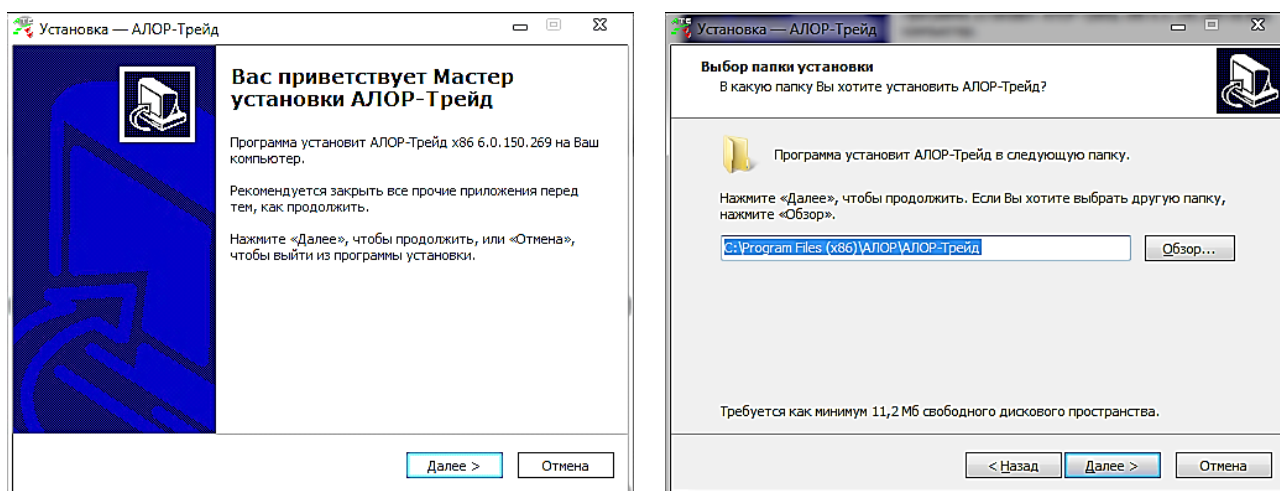 Установка — АЛОР-Трейд
Вас приветствует Мастер
установки АЛОР-Трейд
Программа установит АЛОР-Трейд x86 6.0.150.269 на Ваш
компьютер.
Рекомендуется закрыть все прочие приложения перед
тем, как продолжить.
Нажмите «Далее», чтобы продолжить, или «Отмена»,
чтобы выйти из программы установки.
Далее >
Отмена
Установка — АЛОР-Трейд
Выбор папки установки
В какую папку Вы хотите установить АЛОР-Трейд?
Программа установит АЛОР-Трейд в следующую папку.
Нажмите «Далее», чтобы продолжить. Если Вы хотите выбрать другую папку,
нажмите «Обзор».
C:\Program Files (x86)\АЛОР\АЛОР-Трейд
Обзор...
Требуется как минимум 11,2 Мб свободного дискового пространства.
< Назад
Далее >
Отмена